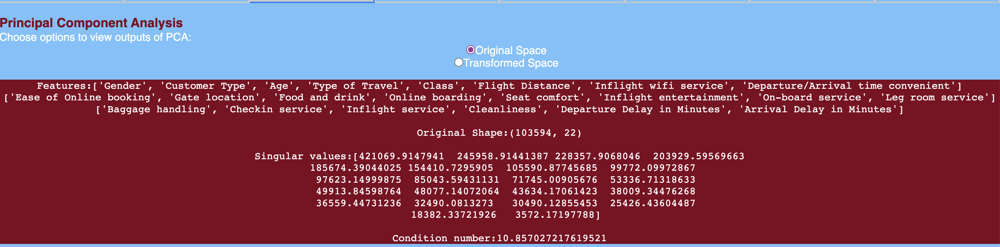 Principal Component Analysis
Choose options to view outputs of PCA:
Original Space
Transformed Space
Features:['Gender', 'Customer Type', 'Age', 'Type of Travel', 'Class', 'Flight Distance', 'Inflight wifi service', 'Departure/Arrival time convenient']
['Ease of Online booking', 'Gate location', 'Food and drink', 'Online boarding', 'Seat comfort', 'Inflight entertainment', 'On-board service', 'Leg room service']
['Baggage handling', 'Checkin service', 'Inflight service', 'Cleanliness', 'Departure Delay in Minutes', 'Arrival Delay in Minutes']
Original Shape:(103594, 22)
Singular values:[421069.9147941 245958.91441387 228357.9068046 203929.59569663
185674.39044025 154410.7295905 105590.87745685 99772.09972867
97623.14999875 85043.59431131 71745.00905676 53336.71318633
49913.84598764 48077.14072064 43634.17061423 38009.34476268
36559.44731236 32490.0813273 30490.12855453 25426.43604487
18382.33721926 3572.17197788]
Condition number:10.857027217619521